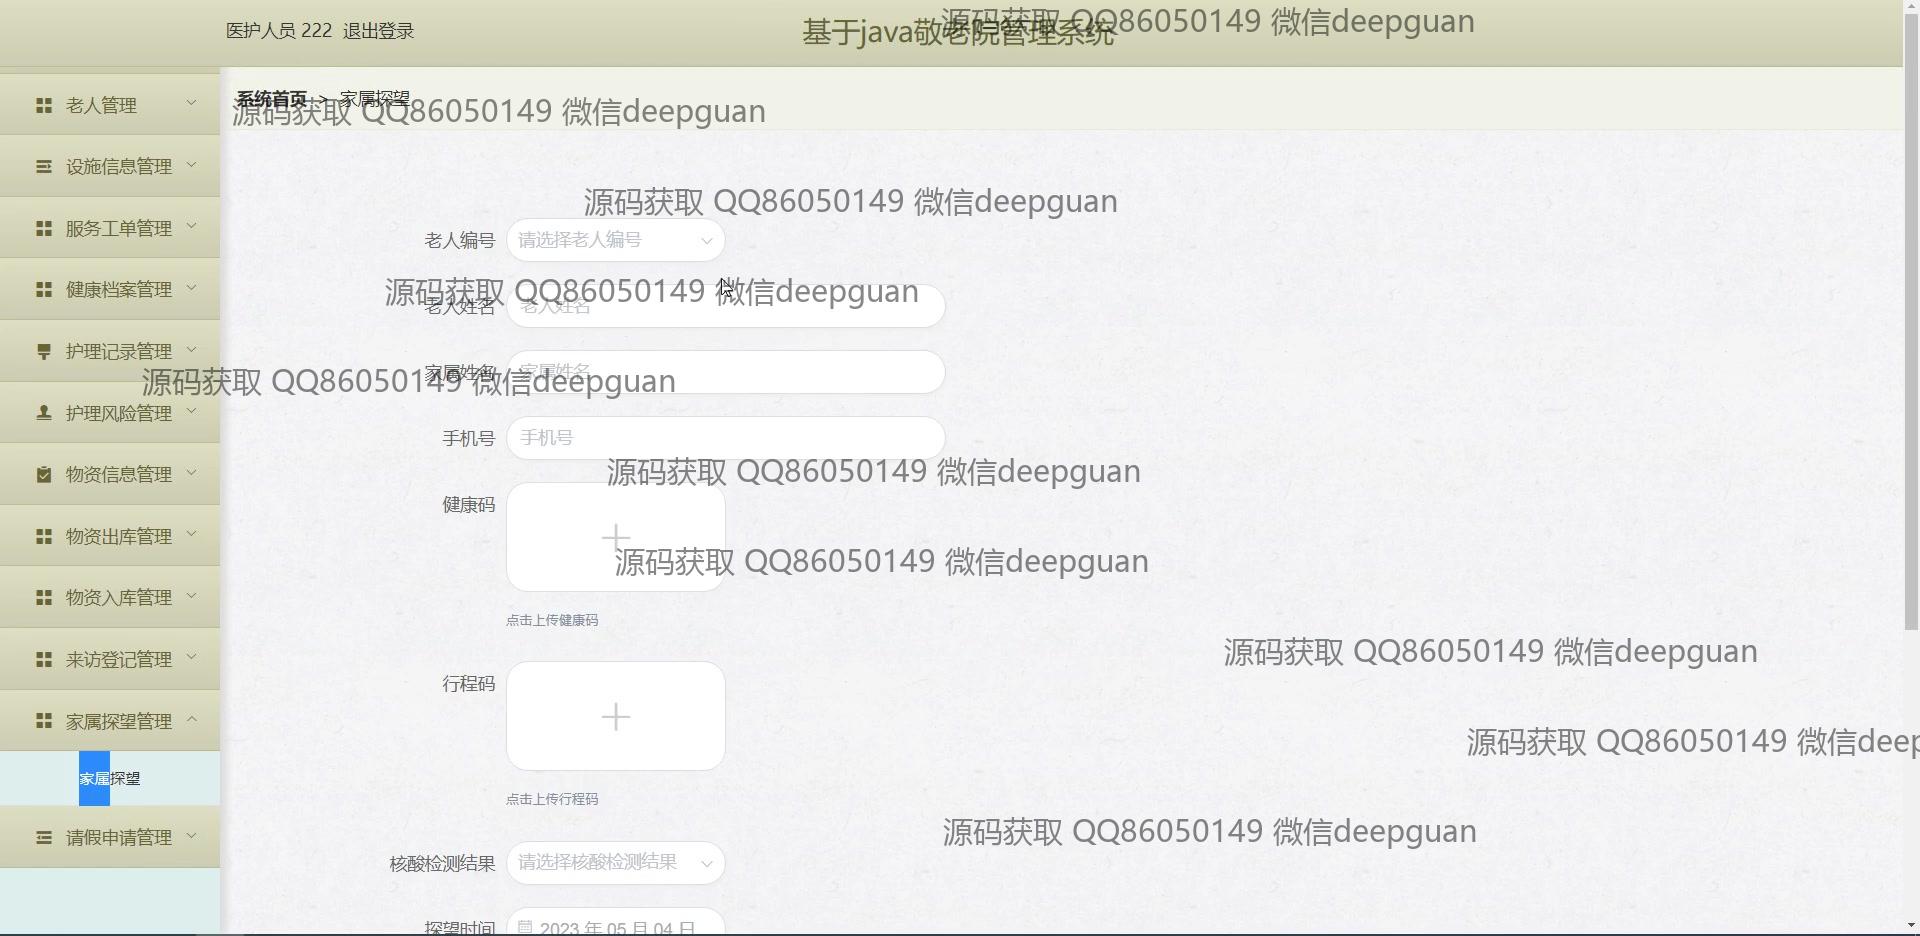 医护人员 222 退出登录
基于java敬老院管理系统
源码获取 QQ86050149 微信deepguan
老人管理
设施信息管理
服务工单管理
健康档案管理
护理记录管理
护理风险管理
物资信息管理
物资出库管理
物资入库管理
来访登记管理
家属探望管理
家属探望
请假申请管理
系统首页 > 家属探望
源码获取 QQ86050149 微信deepguan
源码获取 QQ86050149 微信deepguan
老人编号 请选择老人编号
源码获取 QQ86050149 微信deepguan
老人姓名 老人姓名
家属姓名 家属姓名
源码获取 QQ86050149 微信deepguan
手机号 手机号
源码获取 QQ86050149 微信deepguan
健康码
源码获取 QQ86050149 微信deepguan
点击上传健康码
源码获取 QQ86050149 微信deepguan
行程码
源码获取 QQ86050149 微信deep
点击上传行程码
源码获取 QQ86050149 微信deepguan
核酸检测结果 请选择核酸检测结果
探望时间 2023 年 05 月 04 日